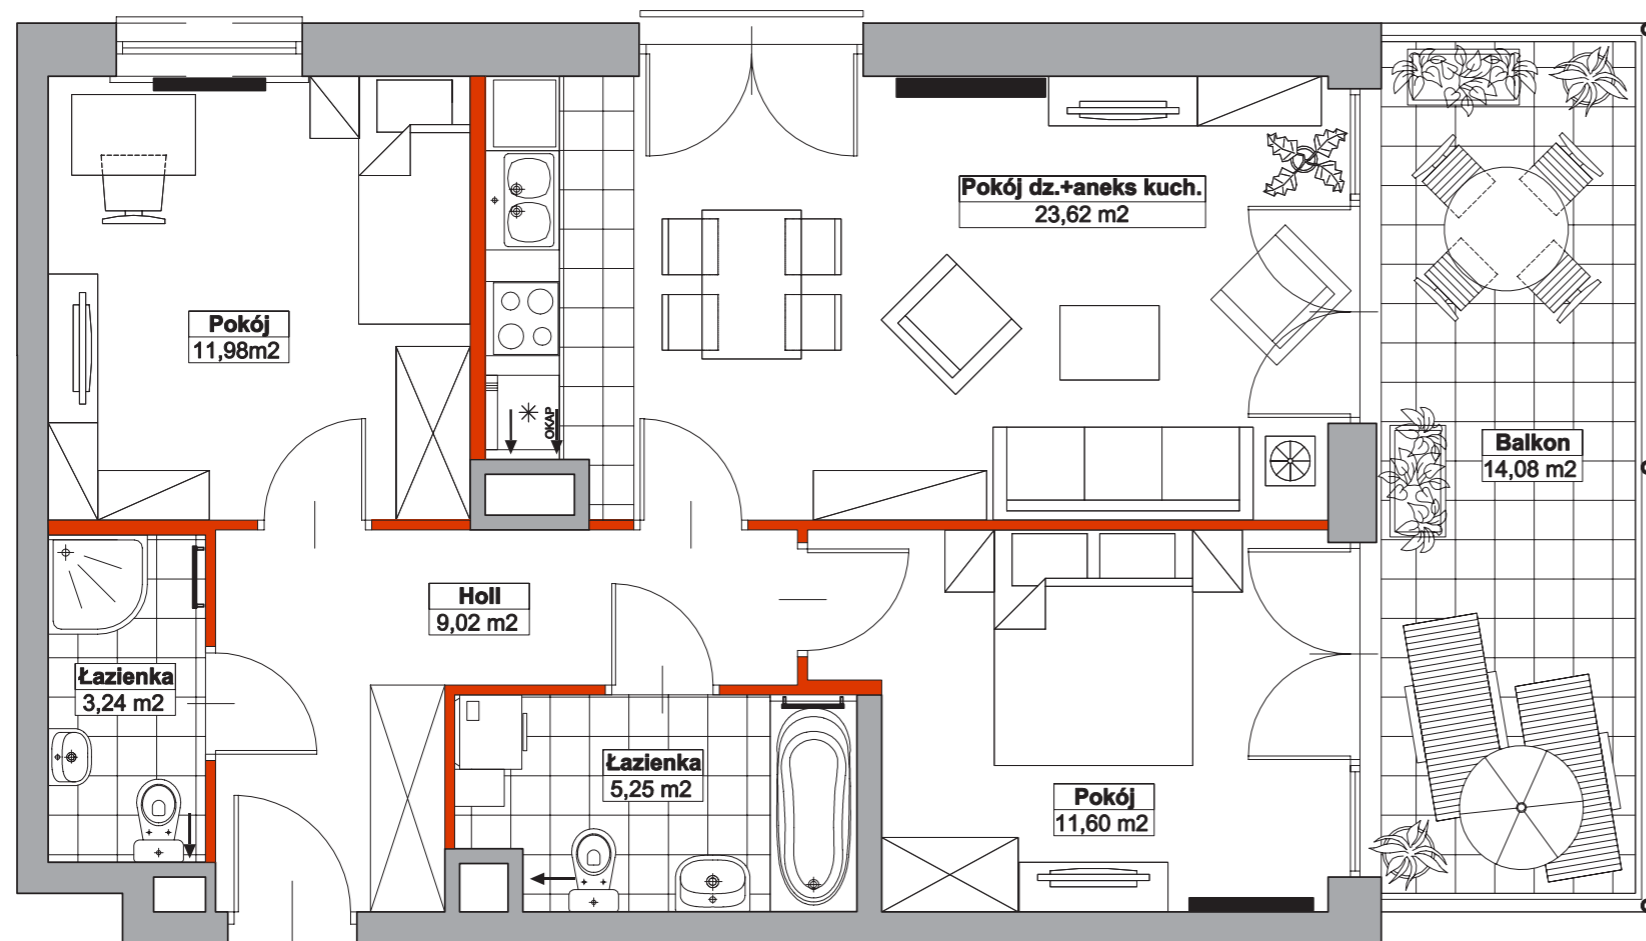 Pokój dz.+aneks kuch.
23,62 m2
Pokój
11,98m2
OKAP
Balkon
14,08 m2
Holl
9,02 m2
Łazienka
3,24 m2
Łazienka
5,25 m2
Pokój
11,60 m2